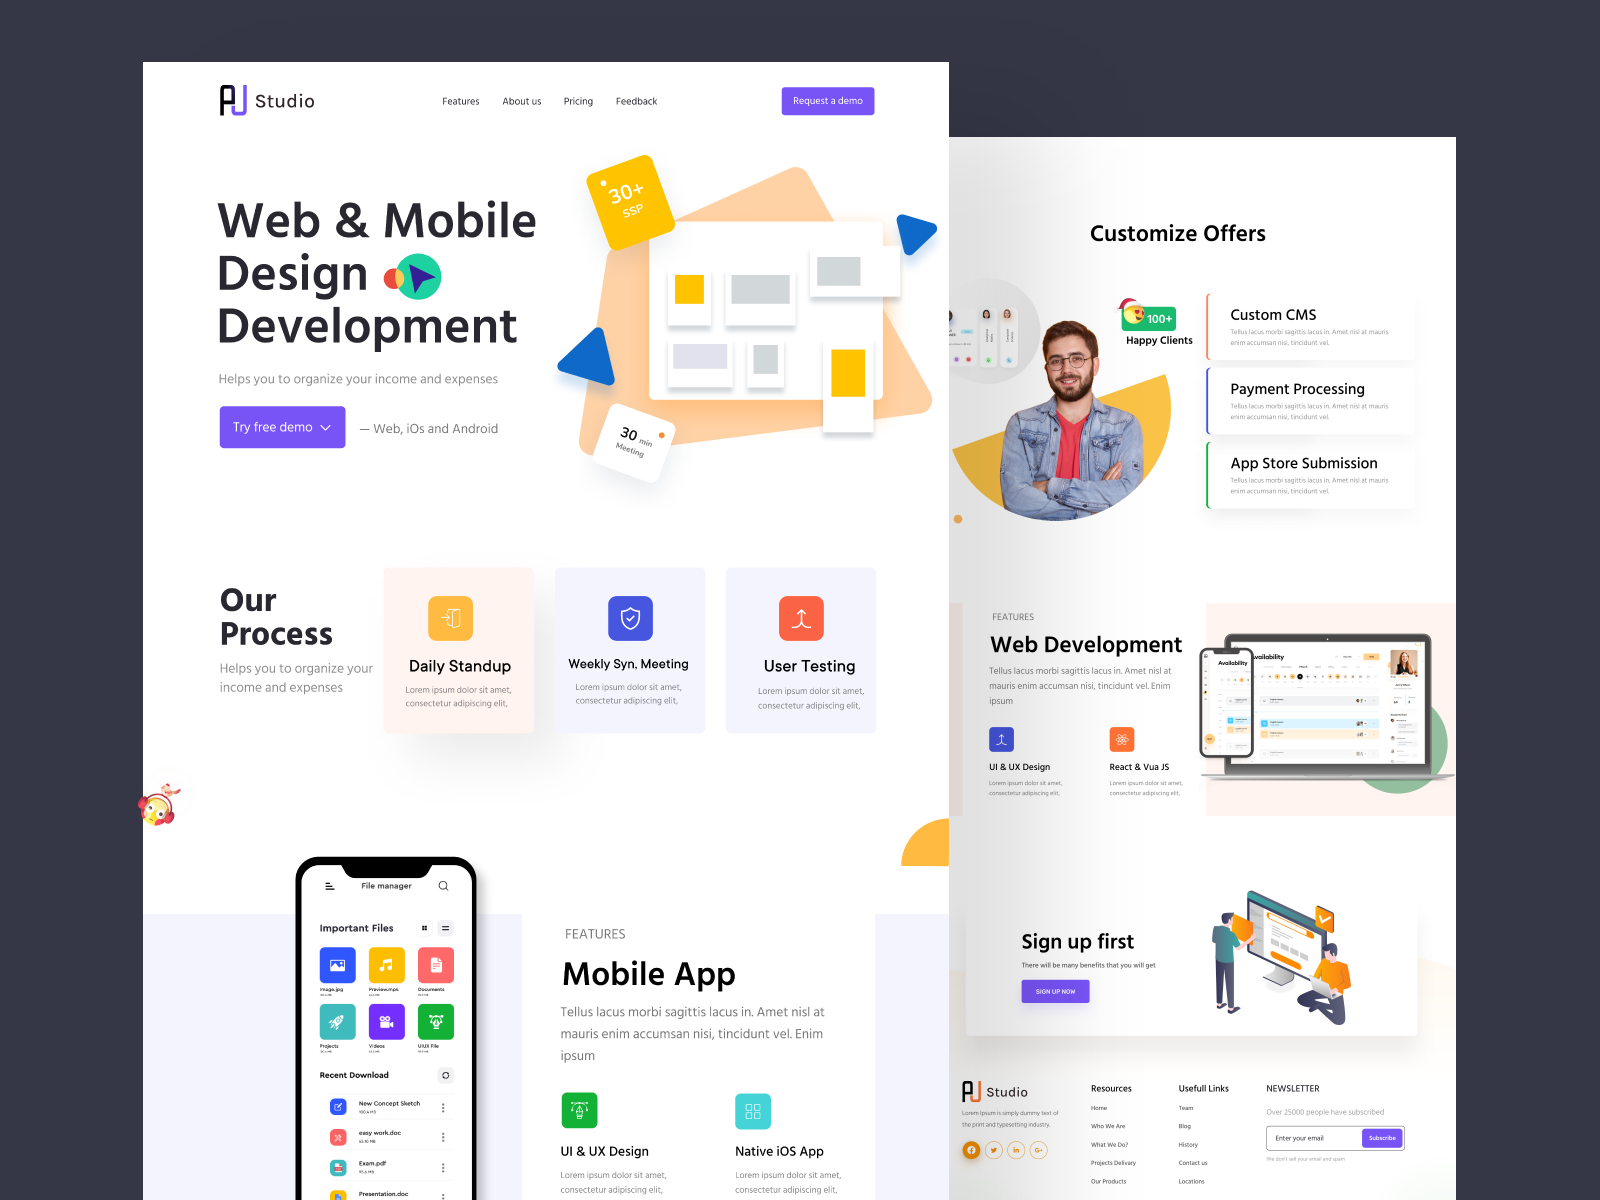 AJ Studio
Features
About us
Pricing
Feedback
Request a demo
Web & Mobile
Design
Development
Helps you to organize your income and expenses
Try free demo
— Web, iOs and Android
30+
SSP
30 min
Meeting
Our
Process
Helps you to organize your
income and expenses
Daily Standup
Lorem ipsum dolor sit amet,
consectetur adipiscing elit,
Weekly Syn. Meeting
Lorem ipsum dolor sit amet,
consectetur adipiscing elit,
User Testing
Lorem ipsum dolor sit amet,
consectetur adipiscing elit,
File manager
Important Files
Image.jpg
Preview.mp4
Documents
Projects
Videos
UIUX File
Recent Download
New Concept Sketch
100,4 MB
easy work.doc
Exam.pdf
Presentation.doc
FEATURES
Mobile App
Tellus lacus morbi sagittis lacus in. Amet nisl at
mauris enim accumsan nisi, tincidunt vel. Enim
ipsum
UI & UX Design
Lorem ipsum dolor sit amet,
consectetur adipiscing elit,
Native iOS App
Lorem ipsum dolor sit amet,
consectetur adipiscing elit,
Customize Offers
100+
Happy Clients
Custom CMS
Tellus lacus morbi sagittis lacus in. Amet nisl at mauris
enim accumsan nisi, tincidunt vel.
Payment Processing
Tellus lacus morbi sagittis lacus in. Amet nisl at mauris
enim accumsan nisi, tincidunt vel.
App Store Submission
Tellus lacus morbi sagittis lacus in. Amet nisl at mauris
enim accumsan nisi, tincidunt vel.
FEATURES
Web Development
Tellus lacus morbi sagittis lacus in. Amet nisl at
mauris enim accumsan nisi, tincidunt vel. Enim
ipsum
UI & UX Design
Lorem ipsum dolor sit amet,
consectetur adipiscing elit,
React & Vua JS
Lorem ipsum dolor sit amet,
consectetur adipiscing elit,
Availability
Availability
Sign up first
There will be many benefits that you will get
SIGN UP NOW
AJ Studio
Lorem Ipsum is simply dummy text of
the print and typesetting industry.
Resources
Home
Who We Are
What We Do?
Projects Delivary
Our Products
Usefull Links
Team
Blog
History
Contact us
Locations
NEWSLETTER
Over 25000 people have subscribed
Enter your email
Subscribe
We don't sell your email and spam